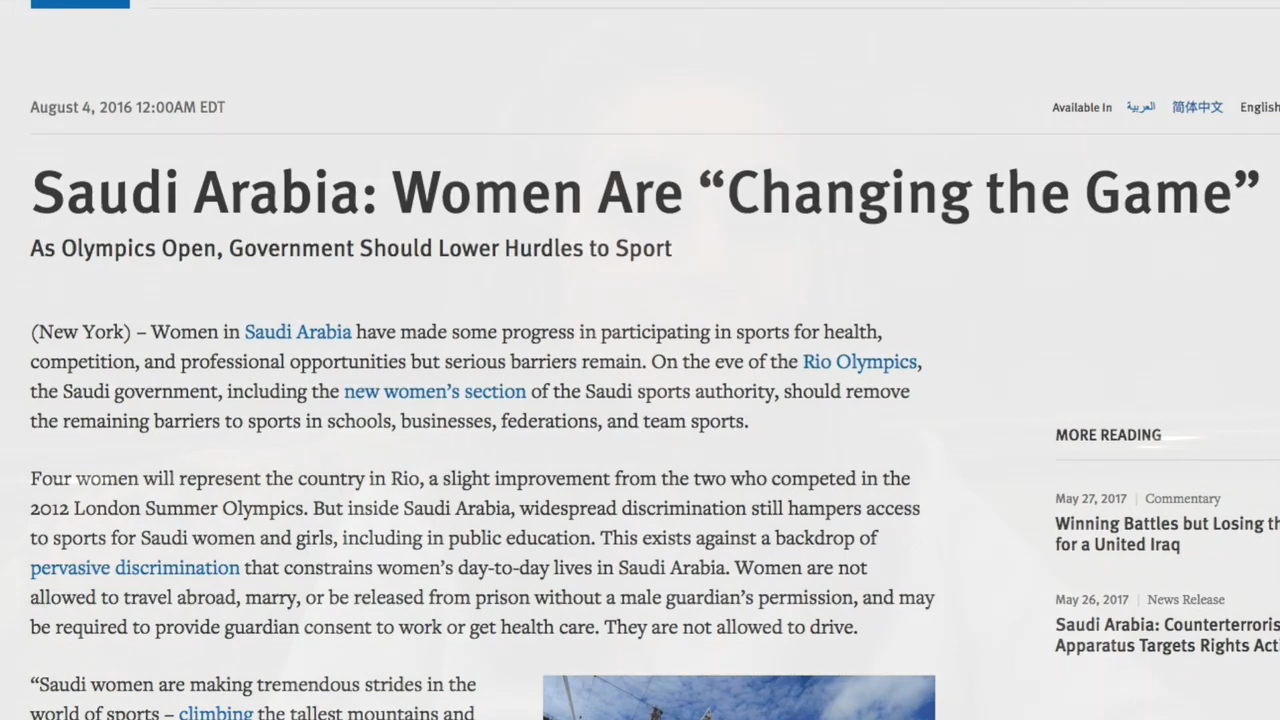 August 4, 2016 12:00AM EDT
Available In العربية 简体中文 English
Saudi Arabia: Women Are “Changing the Game”
As Olympics Open, Government Should Lower Hurdles to Sport
(New York) – Women in Saudi Arabia have made some progress in participating in sports for health,
competition, and professional opportunities but serious barriers remain. On the eve of the Rio Olympics,
the Saudi government, including the new women’s section of the Saudi sports authority, should remove
the remaining barriers to sports in schools, businesses, federations, and team sports.
Four women will represent the country in Rio, a slight improvement from the two who competed in the
2012 London Summer Olympics. But inside Saudi Arabia, widespread discrimination still hampers access
to sports for Saudi women and girls, including in public education. This exists against a backdrop of
pervasive discrimination that constrains women’s day-to-day lives in Saudi Arabia. Women are not
allowed to travel abroad, marry, or be released from prison without a male guardian’s permission, and may
be required to provide guardian consent to work or get health care. They are not allowed to drive.
“Saudi women are making tremendous strides in the
world of sports – climbing the tallest mountains and
MORE READING
May 27, 2017 | Commentary
Winning Battles but Losing th
for a United Iraq
May 26, 2017 | News Release
Saudi Arabia: Counterterroris
Apparatus Targets Rights Acti